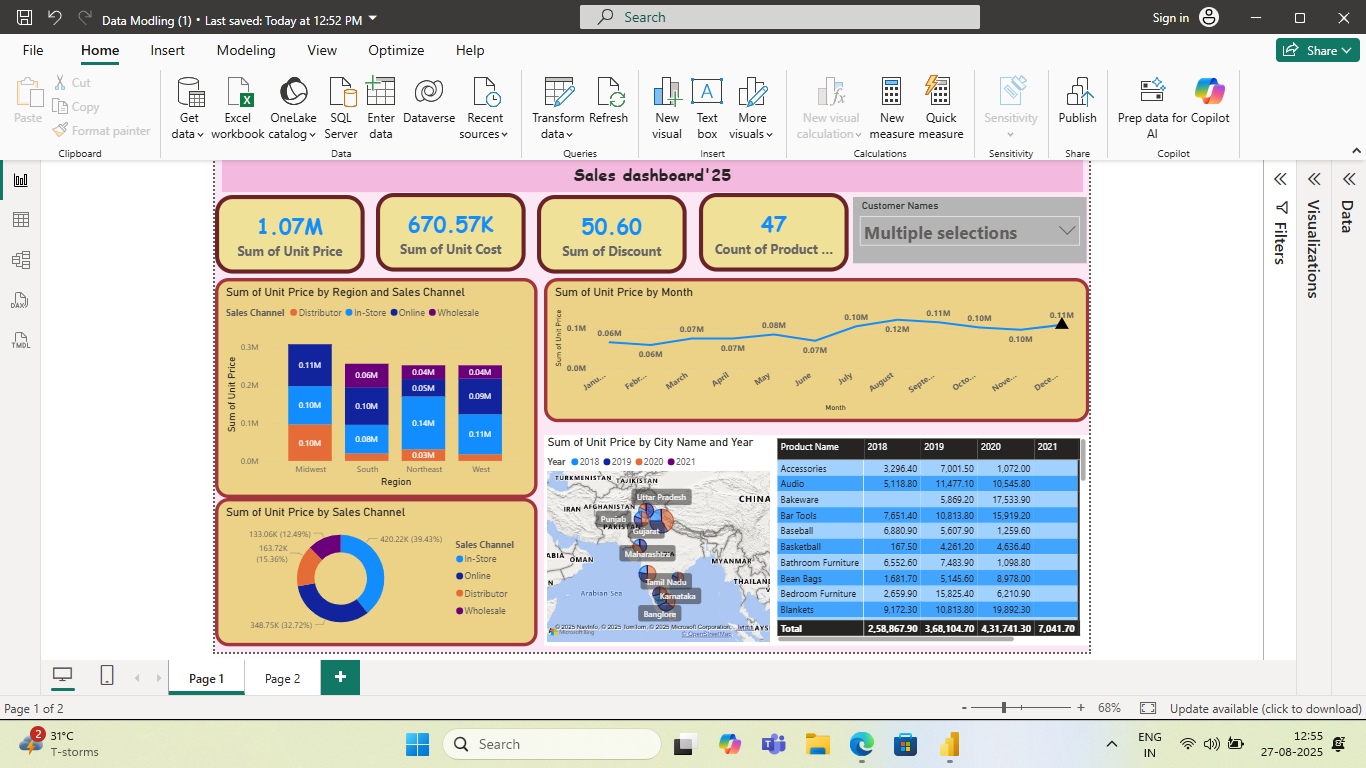 Data Modling (1) • Last saved: Today at 12:52 PM
Search
Sign in
File Home Insert Modeling View Optimize Help
Share
Paste
Cut
Copy
Format painter
Clipboard
Get data
Excel workbook
OneLake catalog
SQL Server
Enter data
Dataverse
Recent sources
Data
Transform data
Refresh
Queries
New visual
Text box
More visuals
Insert
New visual calculation
New measure
Quick measure
Calculations
Sensitivity
Sensitivity
Publish
Share
Prep data for AI
Copilot
Copilot
DAX
TMDL
Sales dashboard'25
1.07M
Sum of Unit Price
670.57K
Sum of Unit Cost
50.60
Sum of Discount
47
Count of Product ...
Customer Names
Multiple selections
Sum of Unit Price by Region and Sales Channel
Sales Channel Distributor In-Store Online Wholesale
Sum of Unit Price
0.3M
0.2M
0.1M
0.0M
0.11M
0.10M
0.10M
0.06M
0.10M
0.08M
0.04M
0.05M
0.14M
0.03M
0.04M
0.09M
0.11M
Midwest South Northeast West
Region
Sum of Unit Price by Month
Sum of Unit Price
0.1M
0.0M
0.06M 0.06M 0.07M 0.07M 0.08M 0.07M 0.10M 0.12M 0.11M 0.10M 0.10M 0.11M
Janu... Febr... March April May June July August Septe... Octo... Nove... Dece...
Month
Sum of Unit Price by Sales Channel
133.06K (12.49%)
163.72K
(15.36%)
420.22K (39.43%)
348.75K (32.72%)
Sales Channel
In-Store
Online
Distributor
Wholesale
Sum of Unit Price by City Name and Year
Year 2018 2019 2020 2021
TURKMENISTAN TAJIKISTAN
CHINA
IRAN AFGHANISTAN
PAKISTAN
Uttar Pradesh
Punjab
Gujarat
ABIA OMAN
Maharashtra
MYANMAR
THAILAND
Tamil Nadu
Arabian Sea
Karnataka
Banglore
© 2025 NavInfo, © 2025 TomTom, © 2025 Microsoft Corporation,
Microsoft Bing
© OpenStreetMap
Product Name 2018 2019 2020 2021
Accessories 3,296.40 7,001.50 1,072.00
Audio 5,118.80 11,477.10 10,545.80
Bakeware 5,869.20 17,533.90
Bar Tools 7,651.40 10,813.80 15,919.20
Baseball 6,880.90 5,607.90 1,259.60
Basketball 167.50 4,261.20 4,636.40
Bathroom Furniture 6,552.60 7,483.90 1,098.80
Bean Bags 1,681.70 5,145.60 8,978.00
Bedroom Furniture 2,659.90 15,825.40 6,210.90
Blankets 9,172.30 10,813.80 19,892.30
Total 2,58,867.90 3,68,104.70 4,31,741.30 7,041.70
Filters
Visualizations
Data
Page 1
Page 2
Page 1 of 2
68%
Update available (click to download)
2
31°C
T-storms
Search
ENG
IN
12:55
27-08-2025